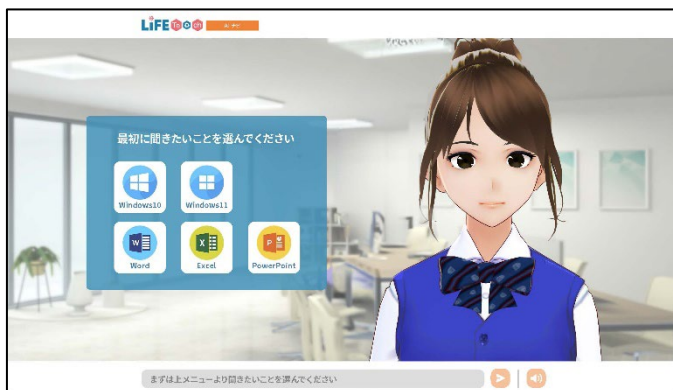 LiFE Touch
最初に聞きたいことを選んでください
Windows10
Windows11
Word
Excel
PowerPoint
まずは上メニューより聞きたいことを選んでください